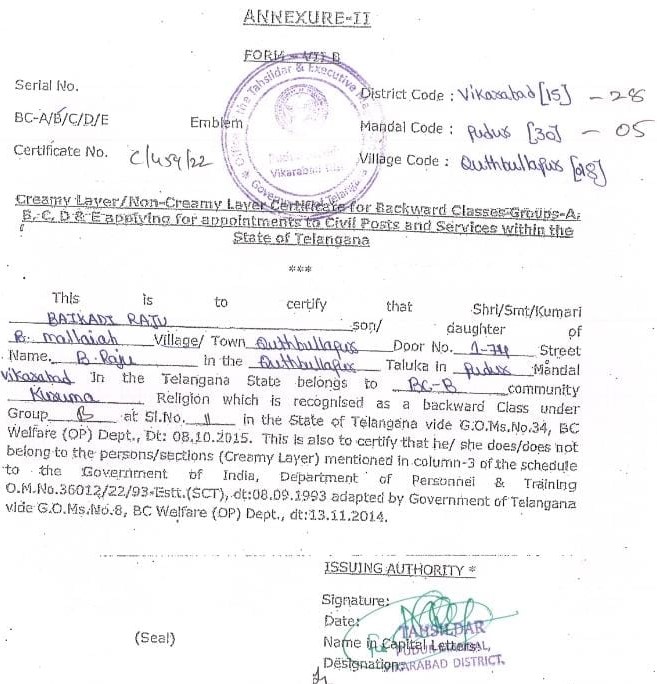 ANNEXURE-II
FORM - VII B
Serial No.
District Code : Vikarabad [15] - 28
BC-A/B/C/D/E Emblem Mandal Code : Pudur [30] - 05
Certificate No. C/459/22 Village Code : Quthbullapur [018]
Office of the Tahsildar & Executive
Vikarabad
Government of Telangana
Creamy Layer/Non-Creamy Layer Certificate for Backward Classes Groups-A,
B, C, D & E applying for appointments to Civil Posts and Services within the
State of Telangana
***
This is to certify that Shri/Smt/Kumari
BAIKADI RAJU son/ daughter of
B. mallaiah Village/ Town Quthbullapur Door No. 1-74 Street
Name. B. Raju in the Quthbullapur Taluka in Pudur Mandal
Vikarabad In the Telangana State belongs to BC-B community
Kuruma Religion which is recognised as a backward Class under
Group B at Sl.No. 11 in the State of Telangana vide G.O.Ms.No.34, BC
Welfare (OP) Dept., Dt: 08.10.2015. This is also to certify that he/ she does/does not
belong to the persons/sections (Creamy Layer) mentioned in column-3 of the schedule
to the Government of India, Department of Personnel & Training
O.M.No.36012/22/93-Estt.(SCT), dt:08.09.1993 adapted by Government of Telangana
vide G.O.Ms.No.8, BC Welfare (OP) Dept., dt:13.11.2014.
ISSUING AUTHORITY *
Signature:
Date:
TAHSILDAR
(Seal) Name in Capital Letters:
PUDUR MANDAL,
Designation:
VIKARABAD DISTRICT.